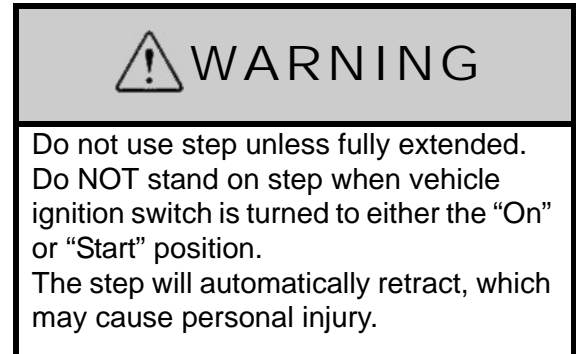 WARNING
Do not use step unless fully extended.
Do NOT stand on step when vehicle
ignition switch is turned to either the “On”
or “Start” position.
The step will automatically retract, which
may cause personal injury.